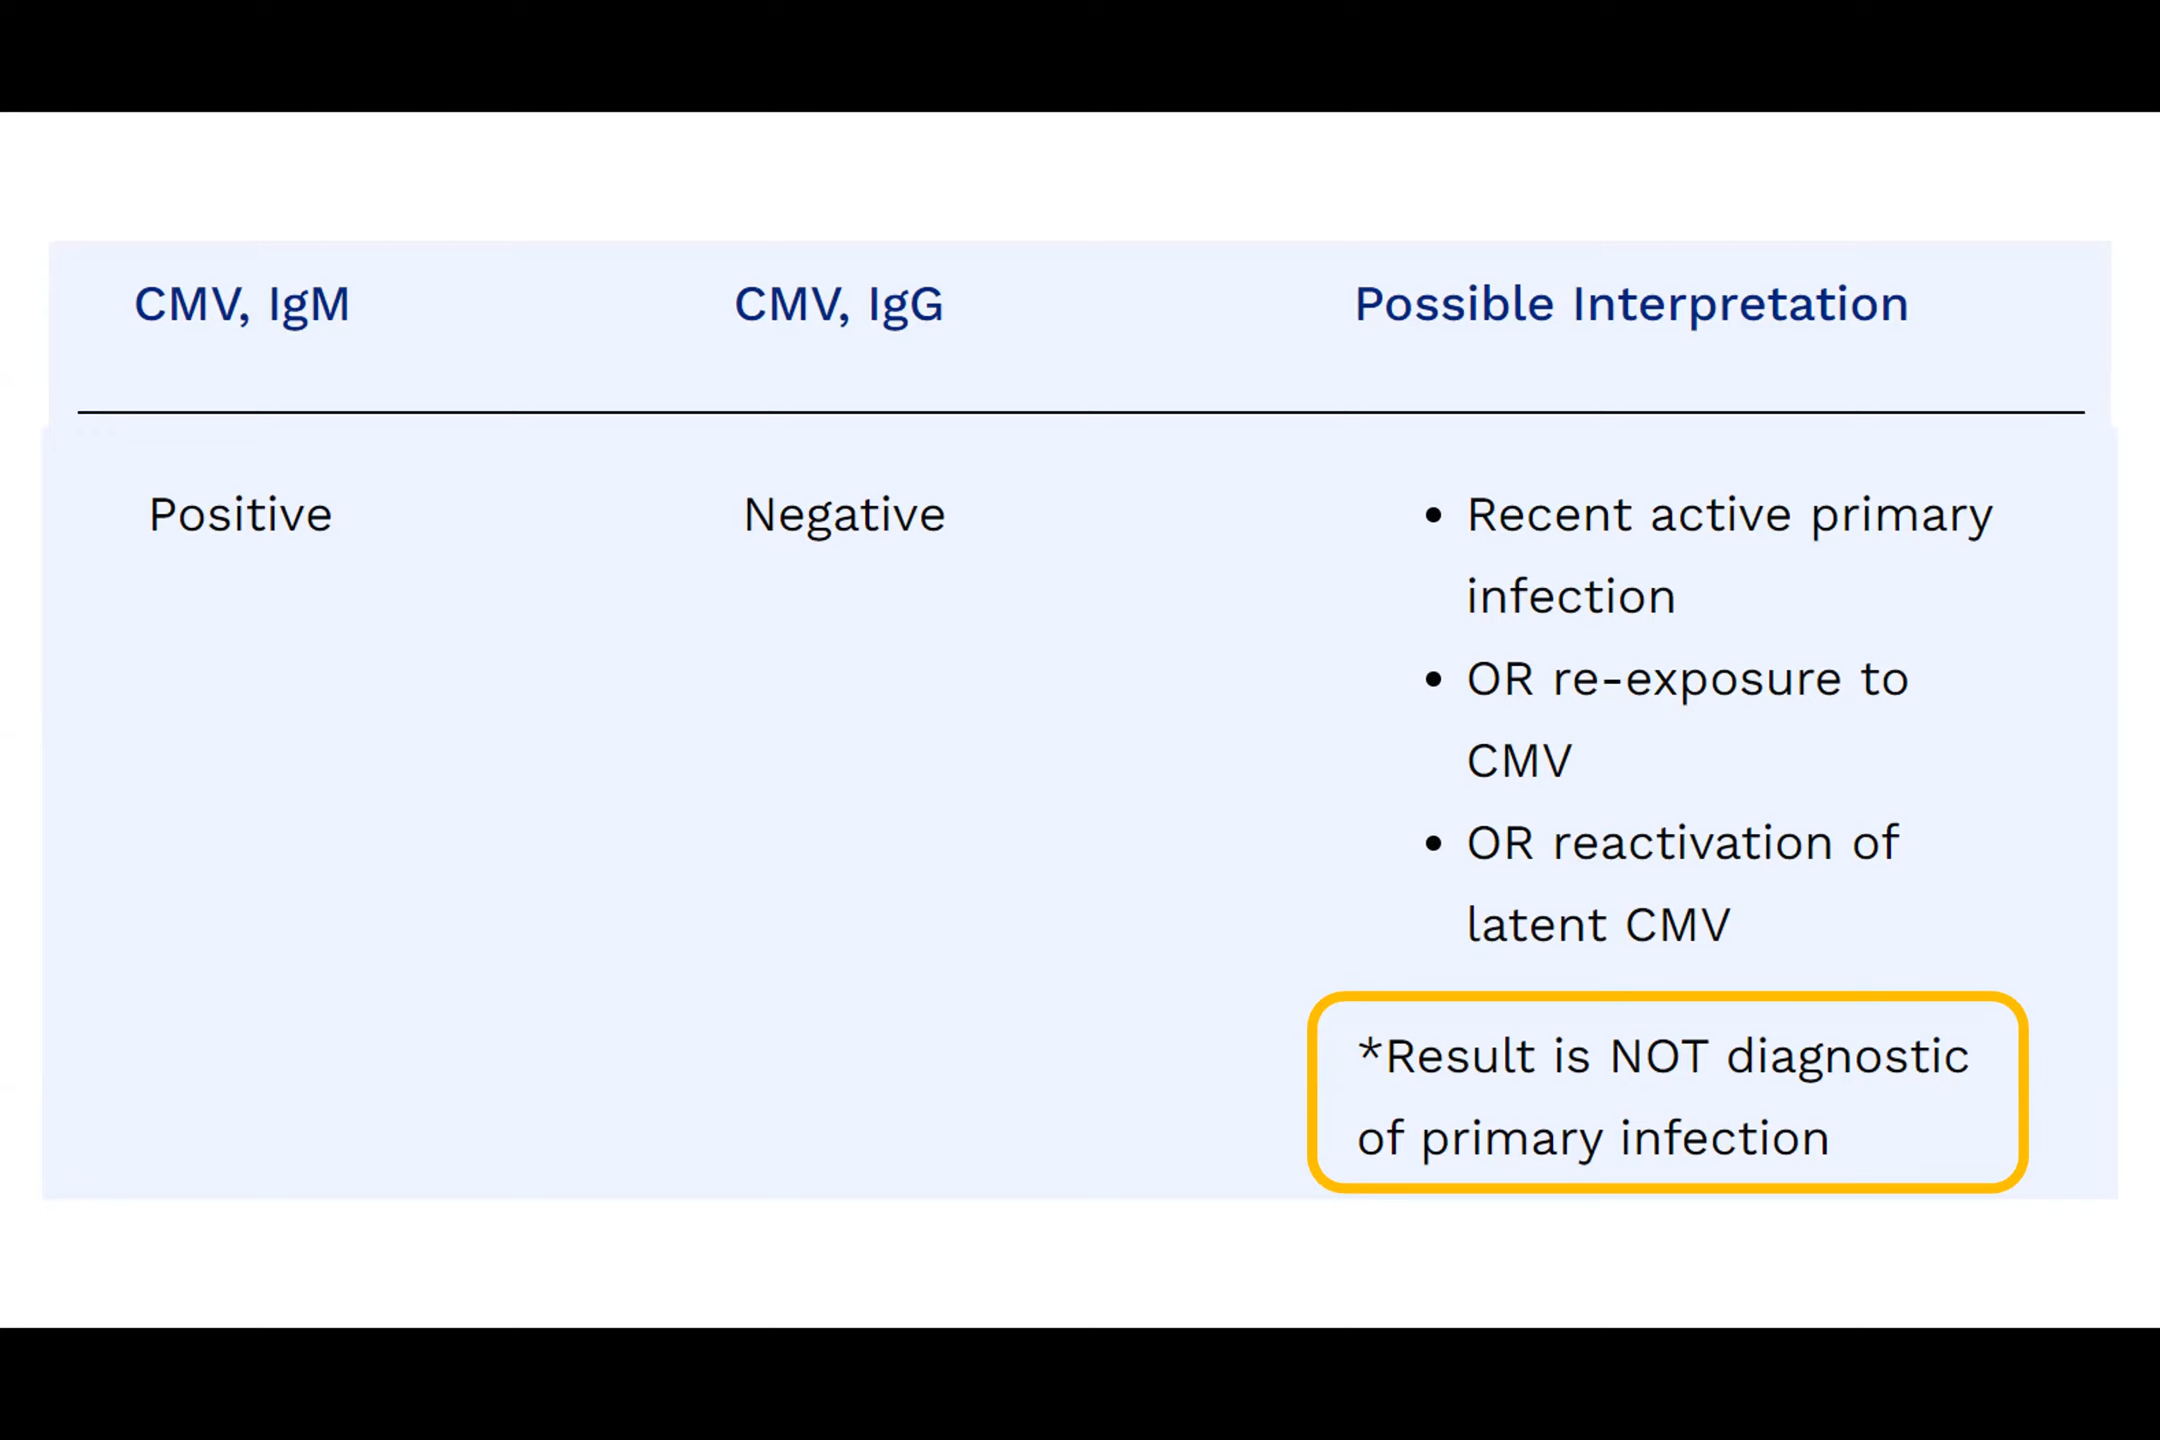 CMV, IgM CMV, IgG Possible Interpretation
Positive Negative • Recent active primary
infection
• OR re-exposure to
CMV
• OR reactivation of
latent CMV
*Result is NOT diagnostic
of primary infection